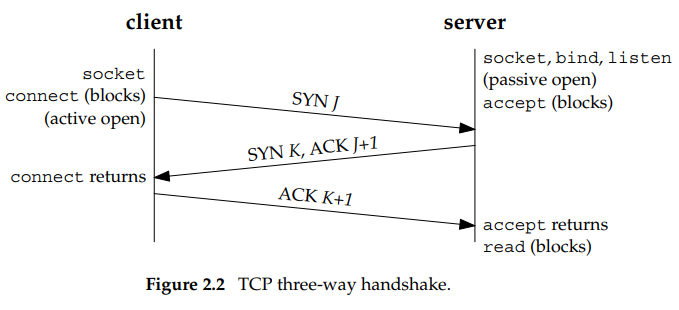 client
server
socket, bind, listen
(passive open)
accept (blocks)
socket
connect (blocks)
(active open)
SYN J
SYN K, ACK J+1
connect returns
ACK K+1
accept returns
read (blocks)
Figure 2.2 TCP three-way handshake.